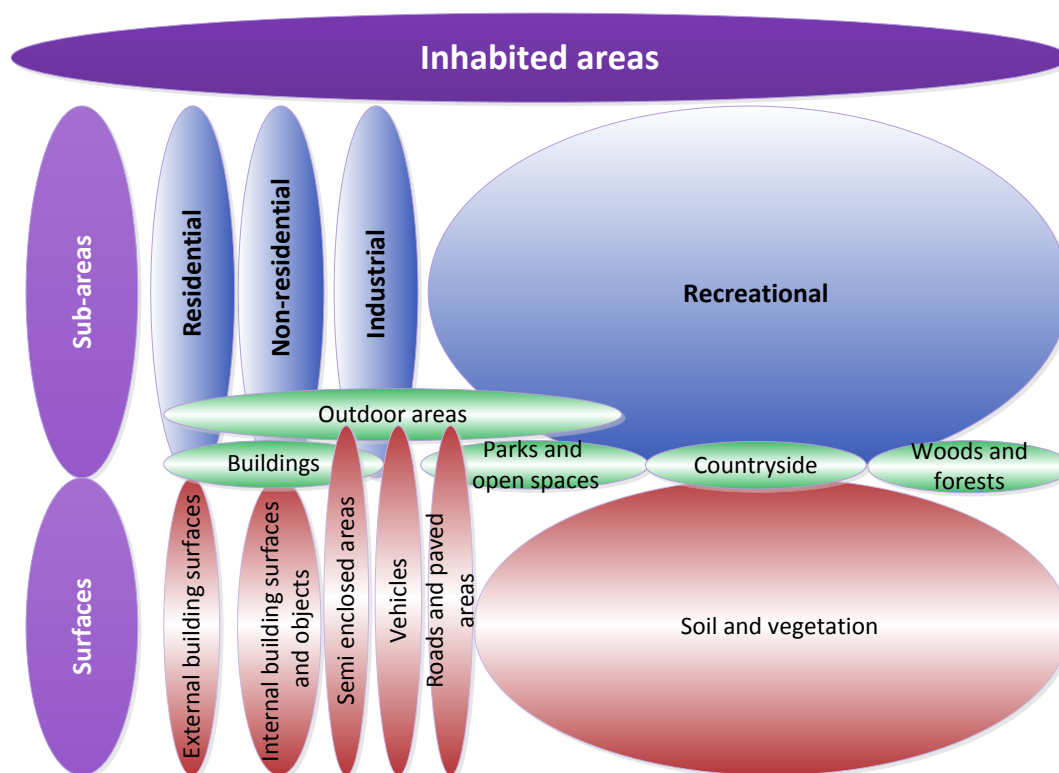 Inhabited areas
Sub-areas
Residential
Non-residential
Industrial
Recreational
Outdoor areas
Buildings
Parks and
open spaces
Countryside
Woods and
forests
Surfaces
External building surfaces
Internal building surfaces
and objects
Semi enclosed areas
Vehicles
Roads and paved
areas
Soil and vegetation